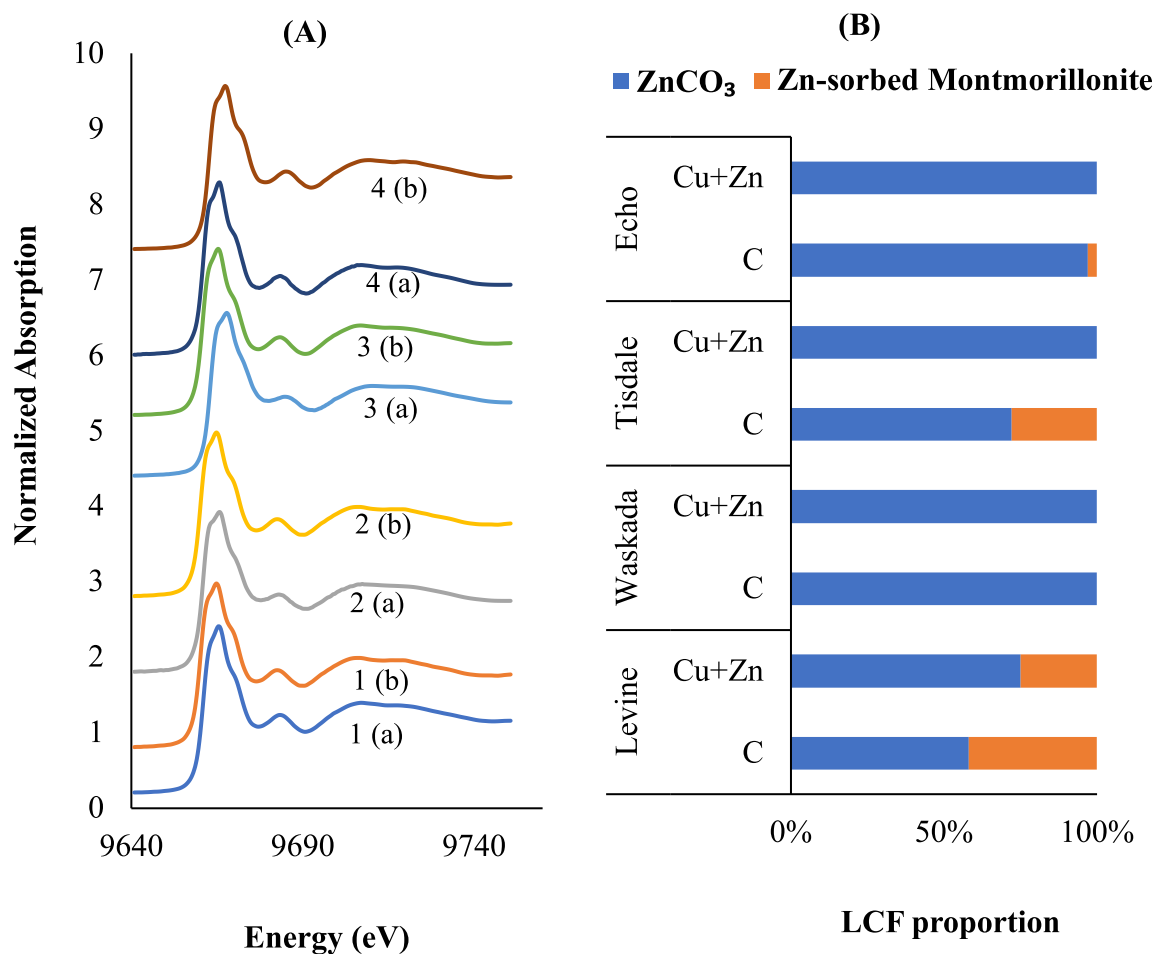 (A)
10
9
8
7
6
5
4
3
2
1
0
Normalized Absorption
4 (b)
4 (a)
3 (b)
3 (a)
2 (b)
2 (a)
1 (b)
1 (a)
9640 9690 9740
Energy (eV)
(B)
ZnCO₃ Zn-sorbed Montmorillonite
Echo
Cu+Zn
C
Tisdale
Cu+Zn
C
Waskada
Cu+Zn
C
Levine
Cu+Zn
C
0% 50% 100%
LCF proportion